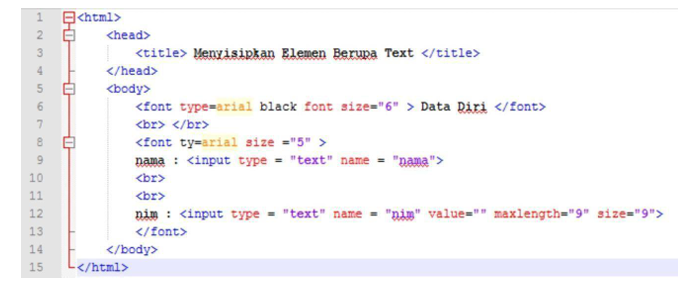 1 <html>
2 <head>
3 <title> Menyisipkan Elemen Berupa Text </title>
4 </head>
5 <body>
6 <font type=arial black font size="6" > Data Diri </font>
7 <br> </br>
8 <font ty=arial size ="5" >
9 nama : <input type = "text" name = "nama">
10 <br>
11 <br>
12 nim : <input type = "text" name = "nim" value="" maxlength="9" size="9">
13 </font>
14 </body>
15 </html>